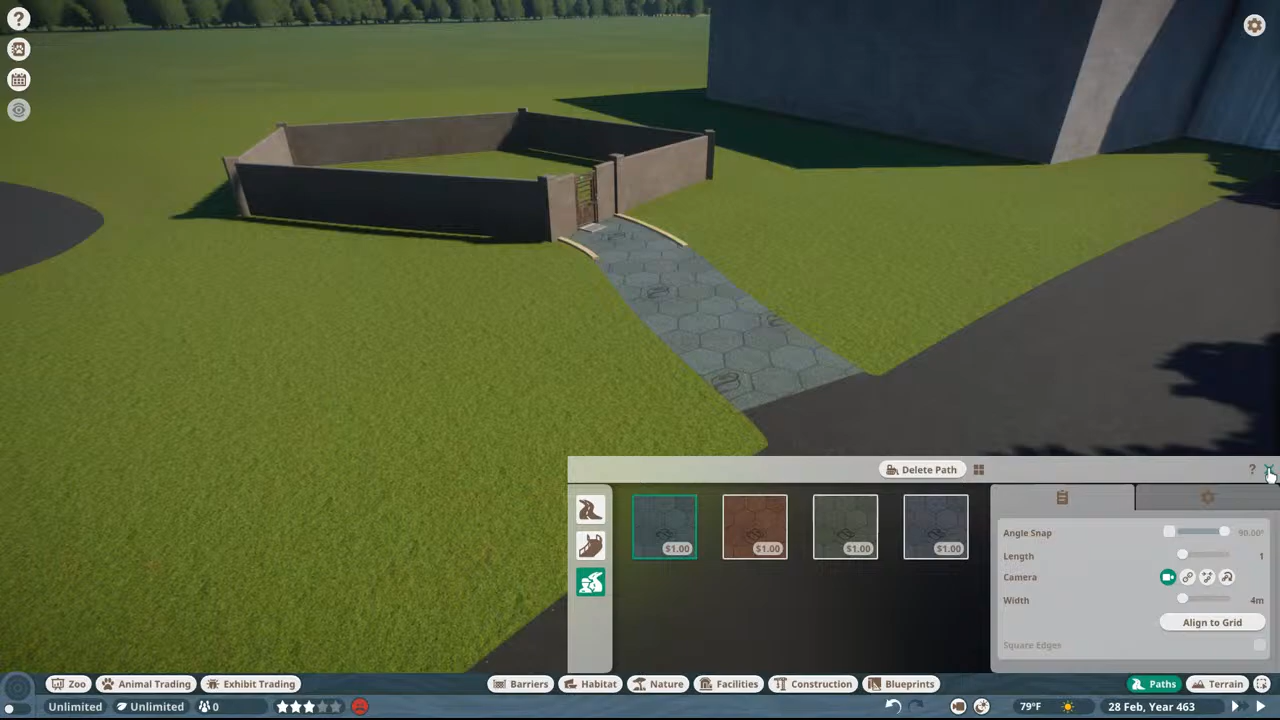 ?
Delete Path
?
$1.00
$1.00
$1.00
$1.00
Angle Snap
90.00°
Length
1
Camera
Width
4m
Align to Grid
Square Edges
Zoo
Animal Trading
Exhibit Trading
Barriers
Habitat
Nature
Facilities
Construction
Blueprints
Paths
Terrain
Unlimited
Unlimited
0
79°F
28 Feb, Year 463